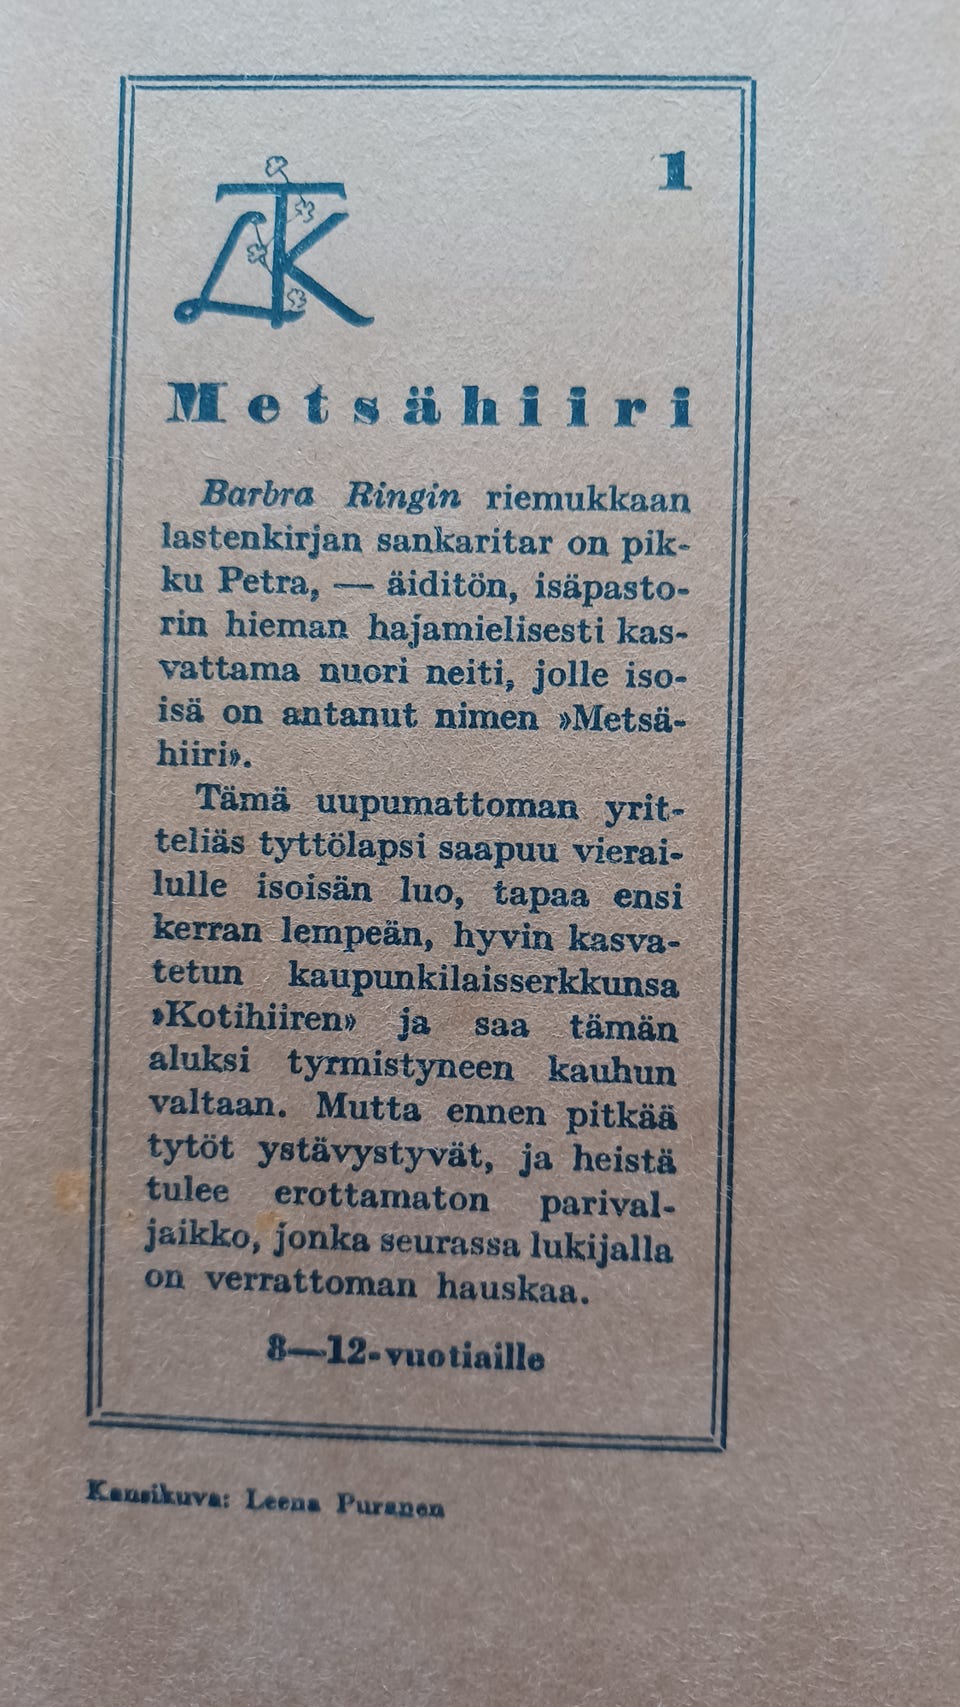 LTK
1
Metsähiiri
Barbra Ringin riemukkaan
lastenkirjan sankaritar on pik-
ku Petra, — äiditön, isäpasto-
rin hieman hajamielisesti kas-
vattama nuori neiti, jolle iso-
isä on antanut nimen »Metsä-
hiiri».
Tämä uupumattoman yrit-
teliäs tyttölapsi saapuu vierai-
lulle isoisän luo, tapaa ensi
kerran lempeän, hyvin kasva-
tetun kaupunkilaisserkkunsa
»Kotihiiren» ja saa tämän
aluksi tyrmistyneen kauhun
valtaan. Mutta ennen pitkää
tytöt ystävystyvät, ja heistä
tulee erottamaton parival-
jaikko, jonka seurassa lukijalla
on verrattoman hauskaa.
8—12-vuotiaille
Kansikuva: Leena Puranen